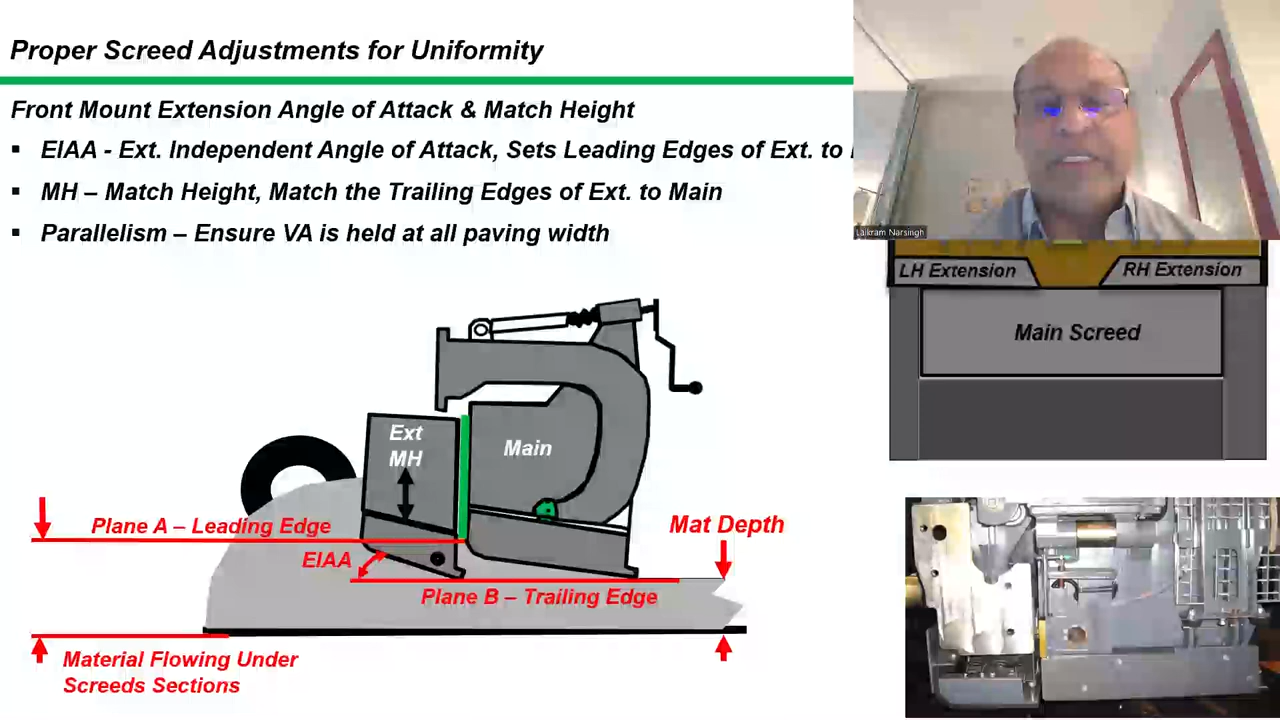 Proper Screed Adjustments for Uniformity
Front Mount Extension Angle of Attack & Match Height
▪ EIAA - Ext. Independent Angle of Attack, Sets Leading Edges of Ext. to
▪ MH – Match Height, Match the Trailing Edges of Ext. to Main
▪ Parallelism – Ensure VA is held at all paving width
Lalkram Narsingh
LH Extension
RH Extension
Main Screed
Ext
MH
Main
Plane A – Leading Edge
EIAA
Mat Depth
Plane B – Trailing Edge
Material Flowing Under
Screeds Sections